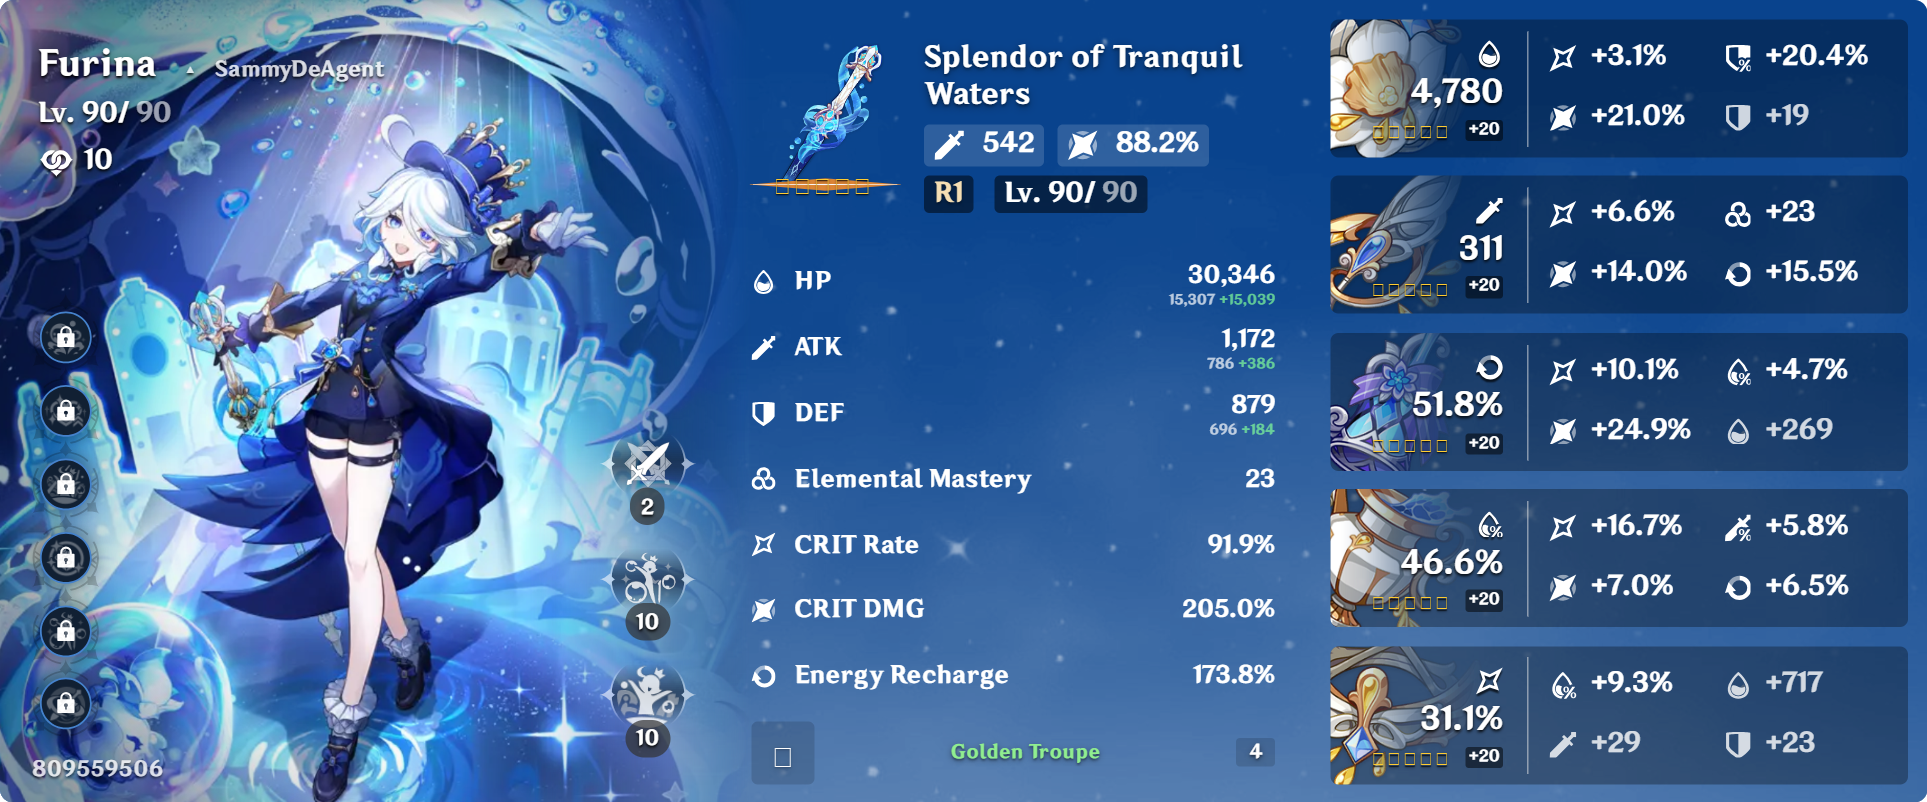 Furina • SammyDeAgent
Lv. 90/ 90
10
2
10
10
809559506
Splendor of Tranquil
Waters
542 88.2%
R1 Lv. 90/ 90
HP 30,346
15,307 +15,039
ATK 1,172
786 +386
DEF 879
696 +184
Elemental Mastery 23
CRIT Rate 91.9%
CRIT DMG 205.0%
Energy Recharge 173.8%
Golden Troupe 4
4,780
+20
+3.1% +20.4%
+21.0% +19
311
+20
+6.6% +23
+14.0% +15.5%
51.8%
+20
+10.1% +4.7%
+24.9% +269
46.6%
+20
+16.7% +5.8%
+7.0% +6.5%
31.1%
+20
+9.3% +717
+29 +23